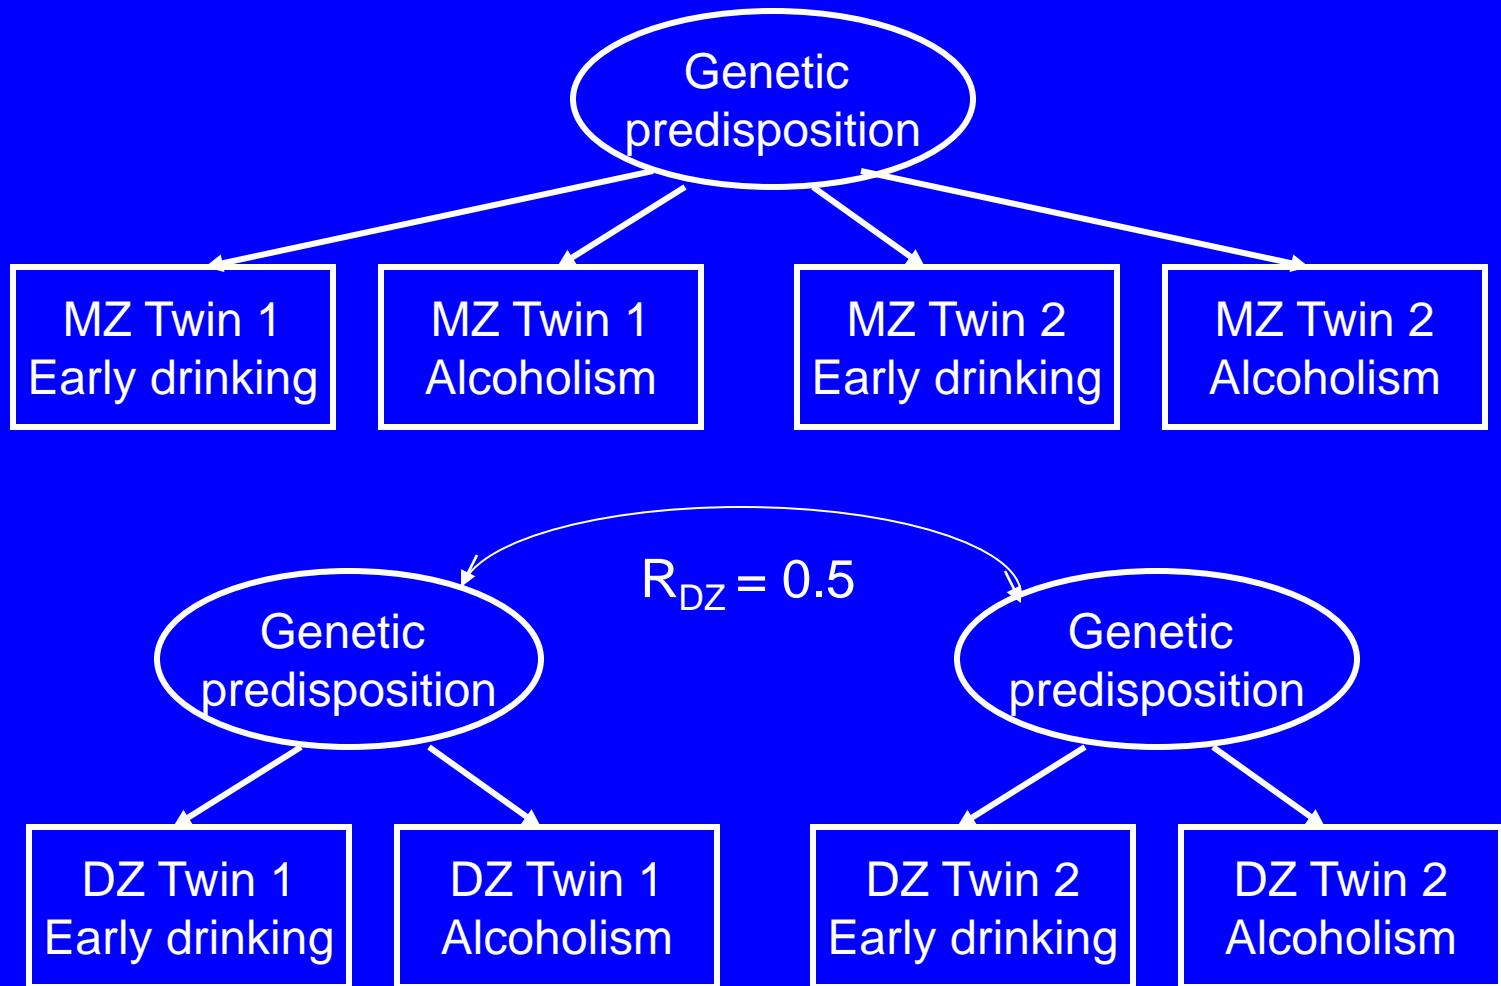 Genetic
predisposition
MZ Twin 1
Early drinking
MZ Twin 1
Alcoholism
MZ Twin 2
Early drinking
MZ Twin 2
Alcoholism
R_DZ = 0.5
Genetic
predisposition
Genetic
predisposition
DZ Twin 1
Early drinking
DZ Twin 1
Alcoholism
DZ Twin 2
Early drinking
DZ Twin 2
Alcoholism